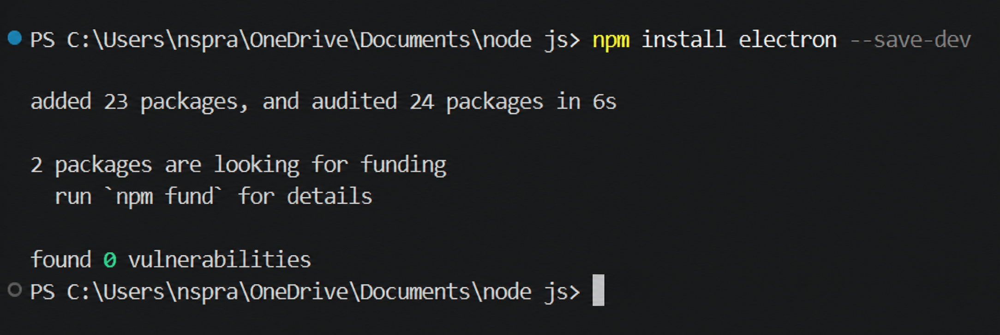 PS C:\Users\nspra\OneDrive\Documents\node js> npm install electron --save-dev
added 23 packages, and audited 24 packages in 6s
2 packages are looking for funding
run `npm fund` for details
found 0 vulnerabilities
PS C:\Users\nspra\OneDrive\Documents\node js>